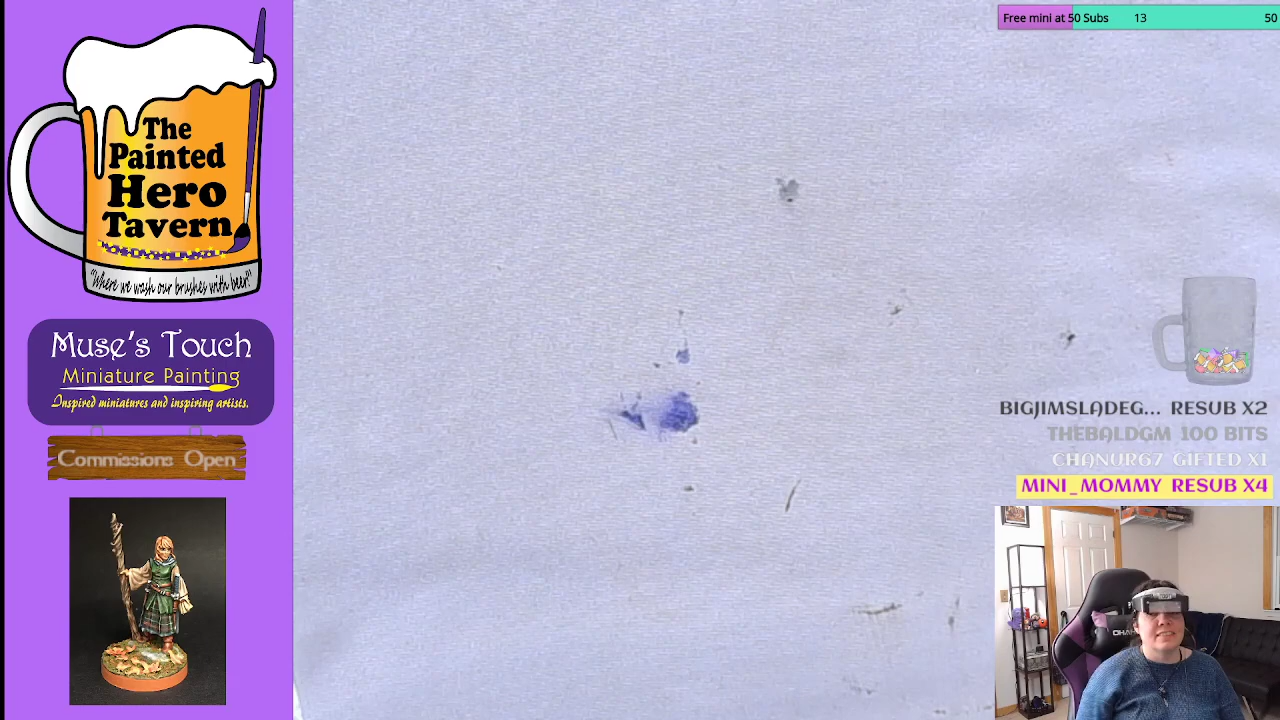 Free mini at 50 Subs 13 50
The
Painted
Hero
Tavern
"Where we wash our brushes with beer!"
Muse's Touch
Miniature Painting
Inspired miniatures and inspiring artists.
Commissions Open
BIGJIMSLADEG... RESUB X2
THEBALDGM 100 BITS
CHANUR67 GIFTED X1
MINI_MOMMY RESUB X4